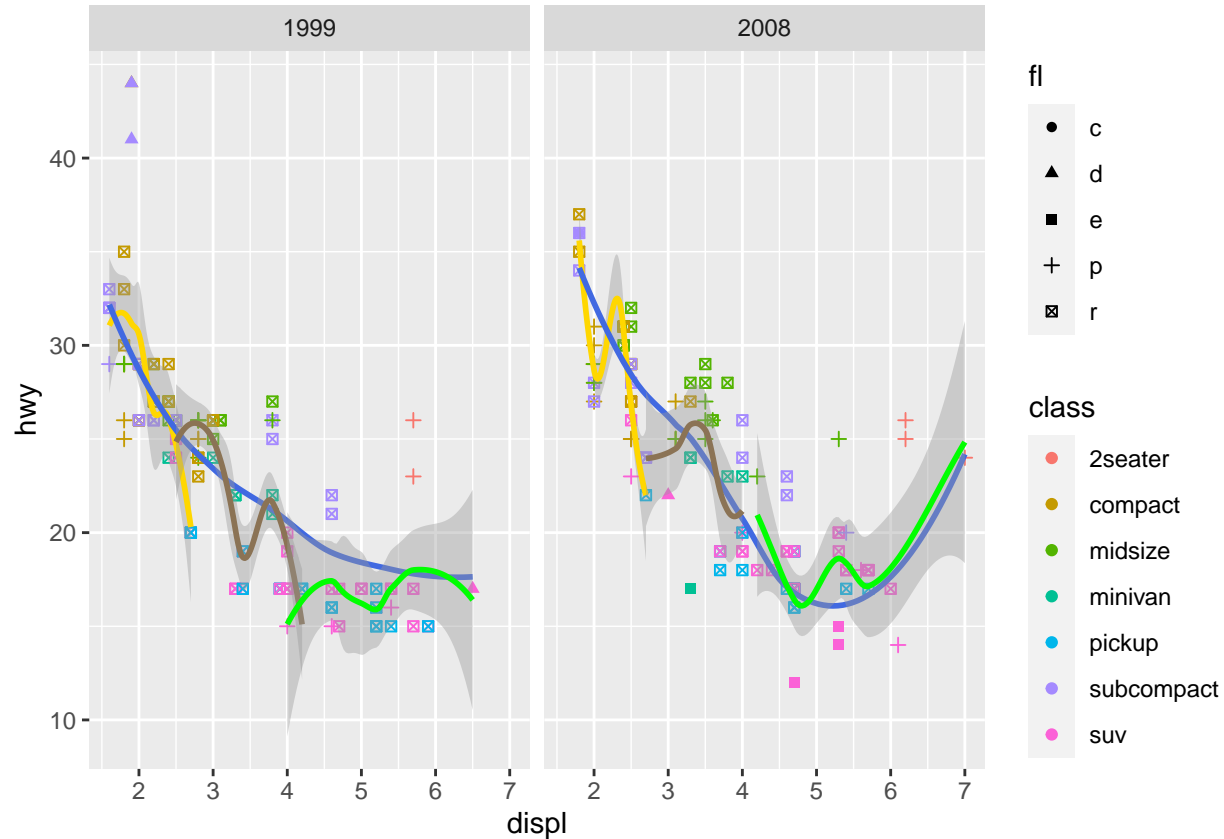 1999
2008
40
30
20
10
hwy
2 3 4 5 6 7
2 3 4 5 6 7
displ
fl
c
d
e
p
r
class
2seater
compact
midsize
minivan
pickup
subcompact
suv